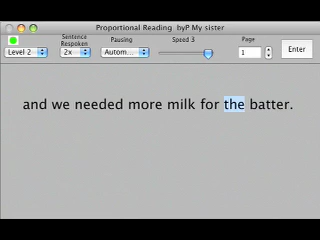 Proportional Reading byP My sister
Sentence Respoken Pausing Speed 3 Page
Level 2 2x Autom... 1 Enter
and we needed more milk for the batter.